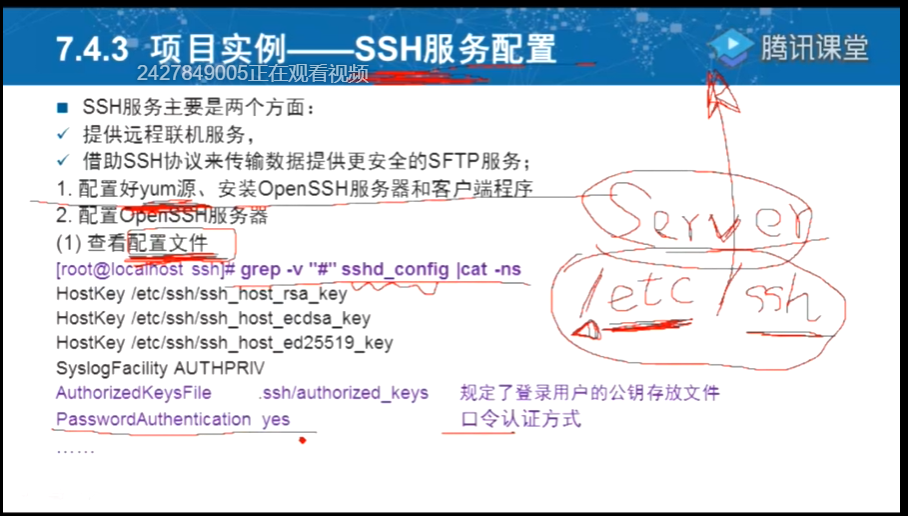 7.4.3 项目实例——SSH服务配置
腾讯课堂
2427849005正在观看视频
■ SSH服务主要是两个方面：
✓ 提供远程联机服务，
✓ 借助SSH协议来传输数据提供更安全的SFTP服务；
1. 配置好yum源、安装OpenSSH服务器和客户端程序
2. 配置OpenSSH服务器
(1) 查看配置文件
[root@localhost ssh]# grep -v "#" sshd_config |cat -ns
HostKey /etc/ssh/ssh_host_rsa_key
HostKey /etc/ssh/ssh_host_ecdsa_key
HostKey /etc/ssh/ssh_host_ed25519_key
SyslogFacility AUTHPRIV
AuthorizedKeysFile .ssh/authorized_keys 规定了登录用户的公钥存放文件
PasswordAuthentication yes 口令认证方式
……
Server
/etc/ssh